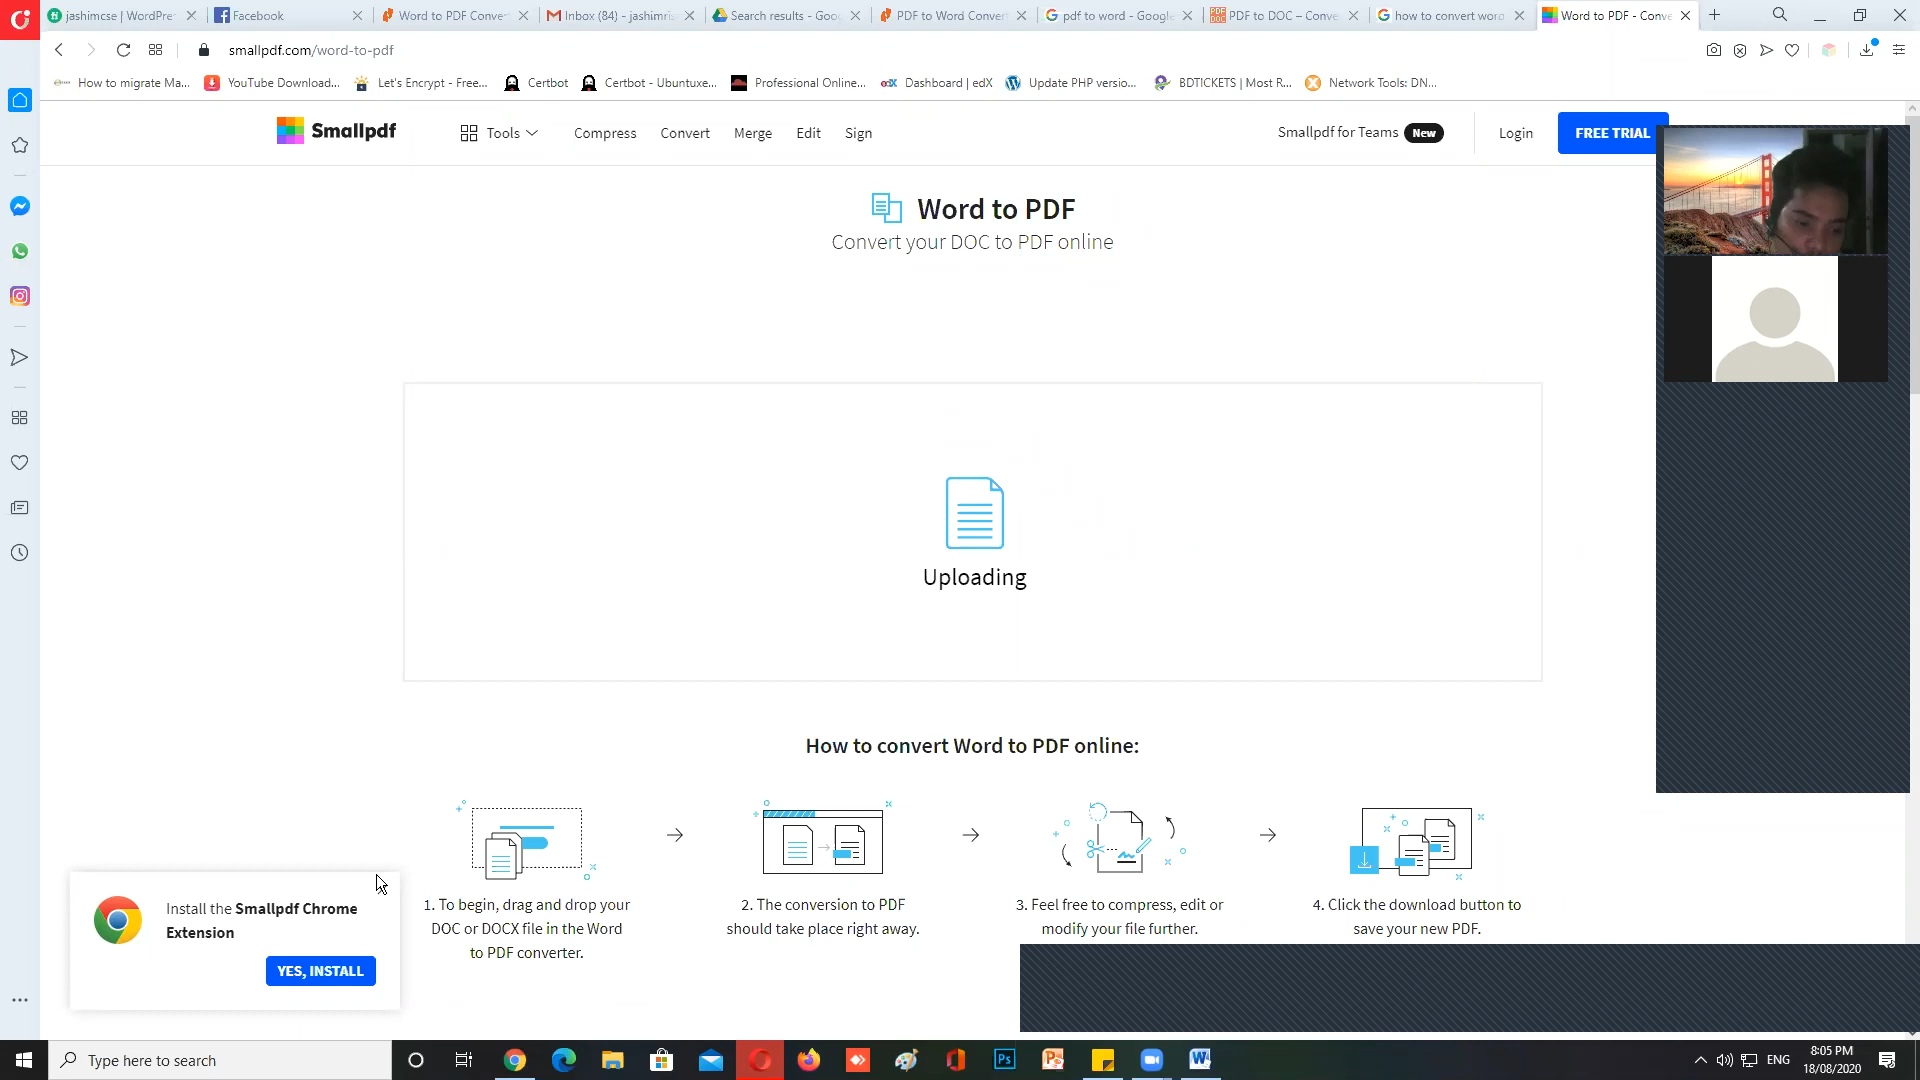 jashimcse | WordPre
Facebook
Word to PDF Conver
Inbox (84) - jashimris
Search results - Goo
PDF to Word Conver
pdf to word - Google
PDF to DOC – Conve
how to convert word
Word to PDF - Conve
smallpdf.com/word-to-pdf
How to migrate Ma...
YouTube Download...
Let's Encrypt - Free...
Certbot
Certbot - Ubuntuxe...
Professional Online...
edX Dashboard | edX
Update PHP versio...
BDTICKETS | Most R...
Network Tools: DN...
Smallpdf
Tools
Compress
Convert
Merge
Edit
Sign
Smallpdf for Teams New
Login
FREE TRIAL
Word to PDF
Convert your DOC to PDF online
Uploading
How to convert Word to PDF online:
1. To begin, drag and drop your
DOC or DOCX file in the Word
to PDF converter.
2. The conversion to PDF
should take place right away.
3. Feel free to compress, edit or
modify your file further.
4. Click the download button to
save your new PDF.
Install the Smallpdf Chrome
Extension
YES, INSTALL
Type here to search
Ps
ENG
8:05 PM
18/08/2020